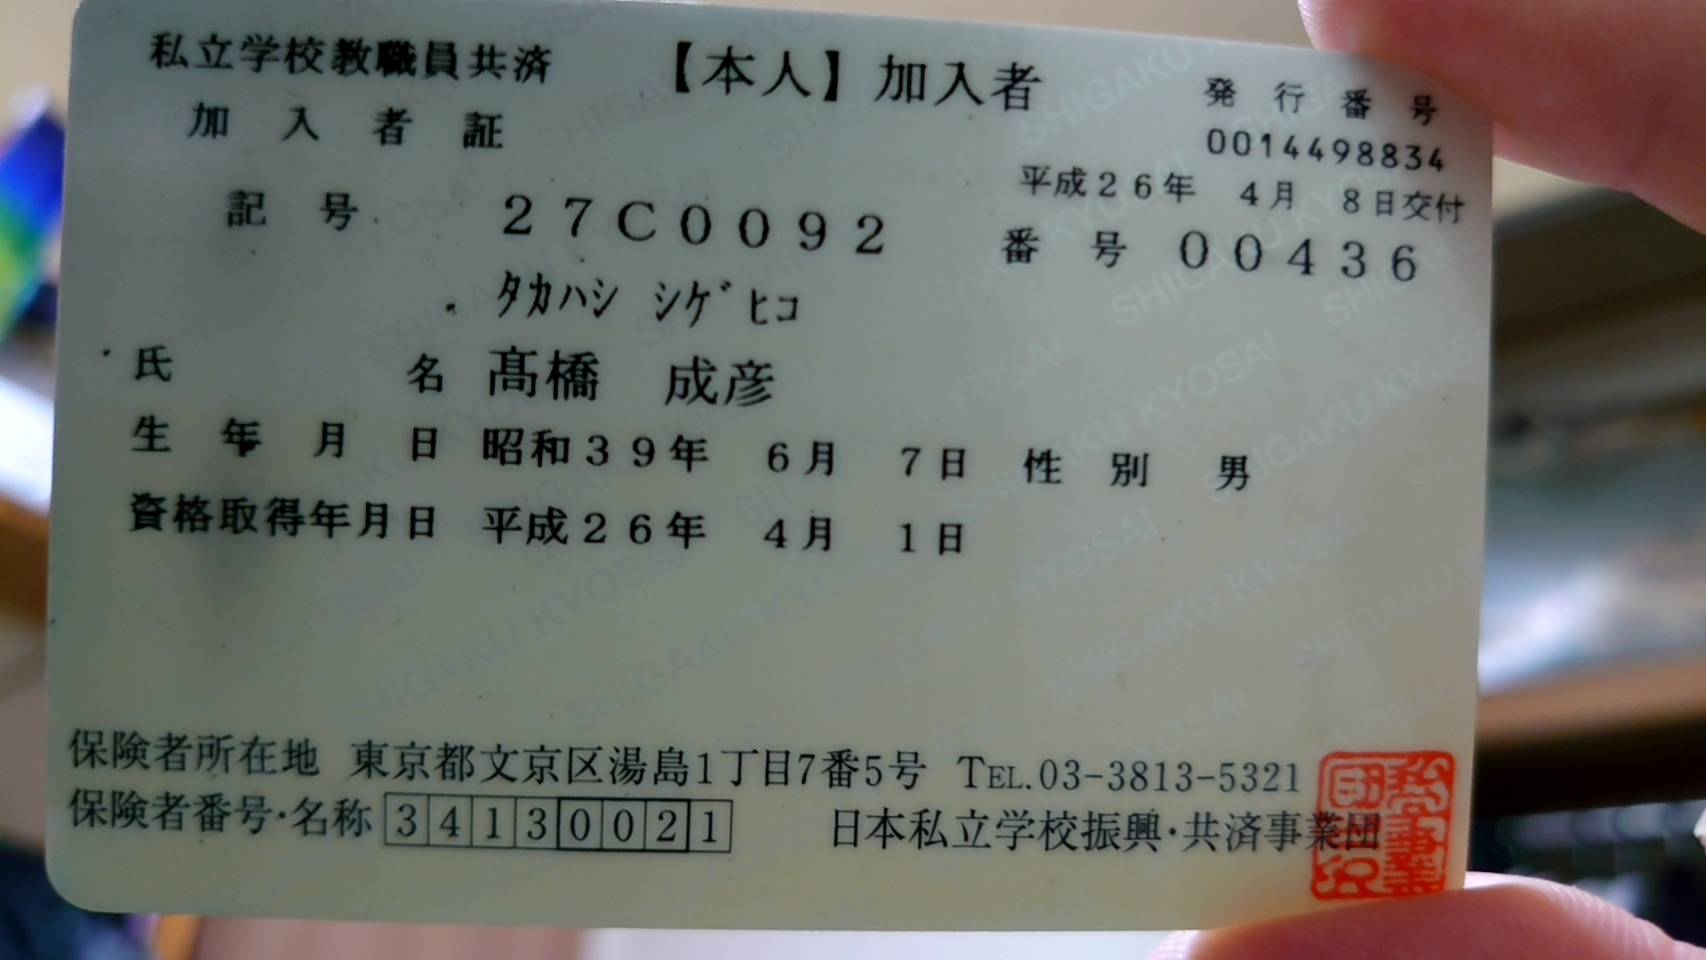 私立学校教職員共済 【本人】加入者
加入者証
発行番号
0014498834
平成26年 4月 8日交付
記号 27C0092 番号 00436
タカハシ シゲヒコ
氏名 髙橋 成彦
生年月日 昭和39年 6月 7日 性別 男
資格取得年月日 平成26年 4月 1日
保険者所在地 東京都文京区湯島1丁目7番5号 TEL.03-3813-5321
保険者番号・名称 34130021 日本私立学校振興・共済事業団
SHIGAKU KYOSAI